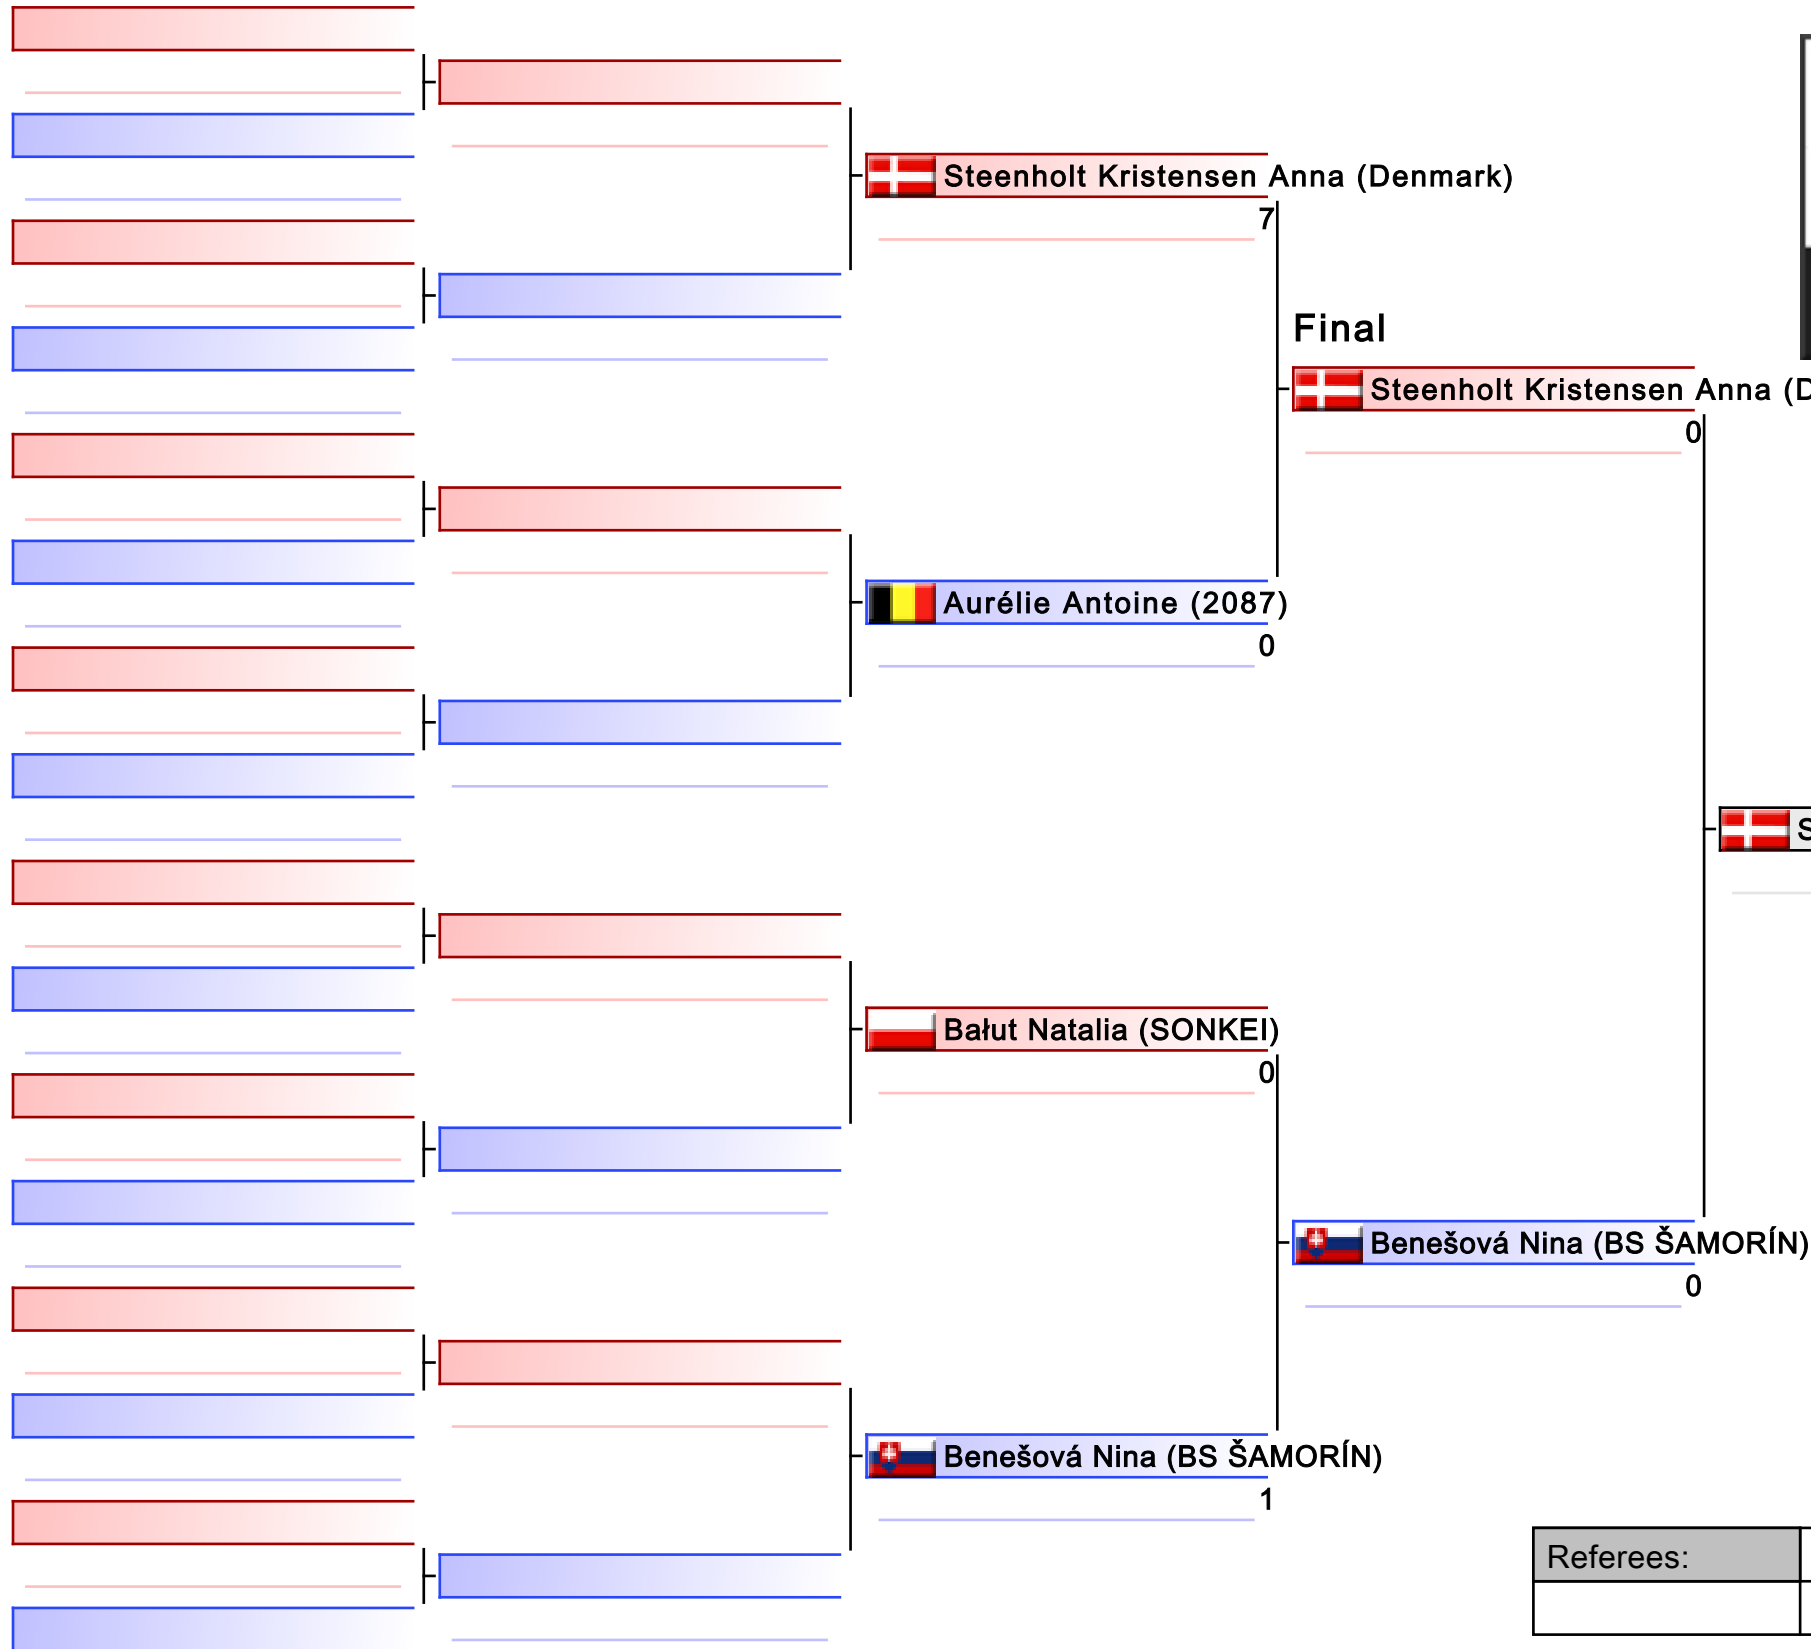 Steenholt Kristensen Anna (Denmark)
7
Final
Steenholt Kristensen Anna (D
0
Aurélie Antoine (2087)
0
S
Bałut Natalia (SONKEI)
0
Benešová Nina (BS ŠAMORÍN)
0
Benešová Nina (BS ŠAMORÍN)
1
Referees: